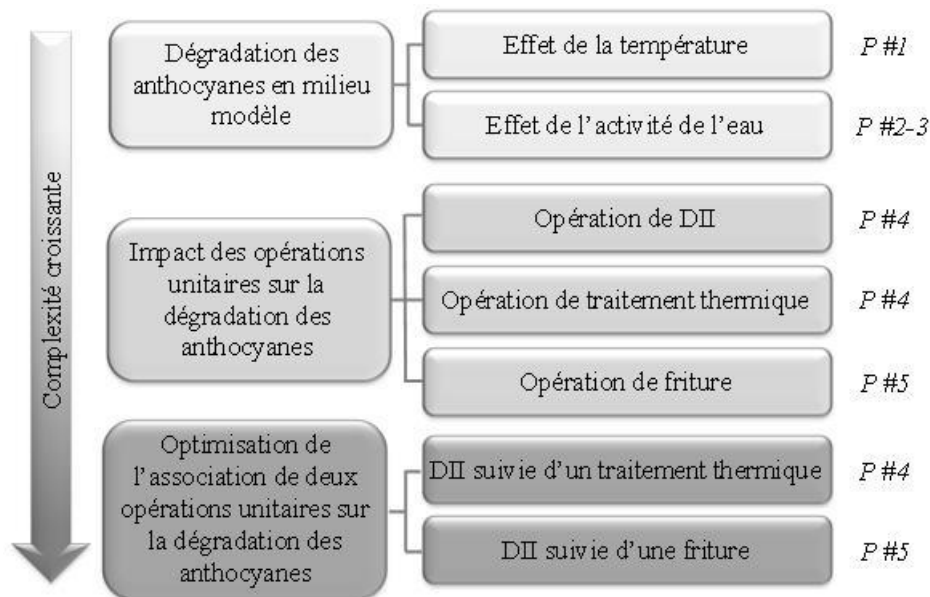 Complexité croissante
Dégradation des
anthocyanes en milieu
modèle
Effet de la température
P #1
Effet de l'activité de l'eau
P #2-3
Impact des opérations
unitaires sur la
dégradation des
anthocyanes
Opération de DII
P #4
Opération de traitement thermique
P #4
Opération de friture
P #5
Optimisation de
l'association de deux
opérations unitaires sur
la dégradation des
anthocyanes
DII suivie d'un traitement thermique
P #4
DII suivie d'une friture
P #5